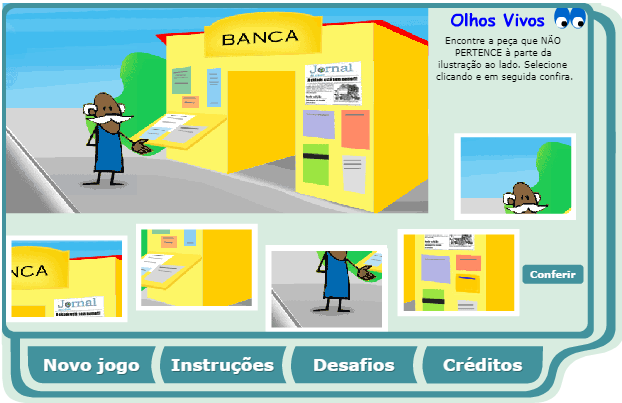 Olhos Vivos
Encontre a peça que NÃO
PERTENCE à parte da
ilustração ao lado. Selecione
clicando e em seguida confira.
BANCA
Jornal
NCA
Jornal
Conferir
Novo jogo
Instruções
Desafios
Créditos